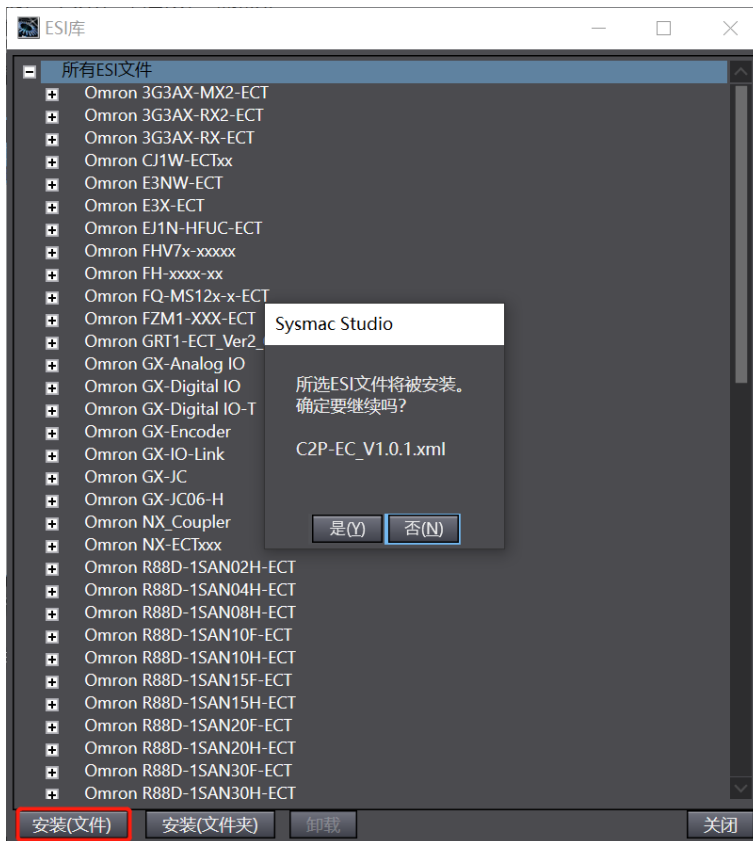 ESI库
所有ESI文件
Omron 3G3AX-MX2-ECT
Omron 3G3AX-RX2-ECT
Omron 3G3AX-RX-ECT
Omron CJ1W-ECTxx
Omron E3NW-ECT
Omron E3X-ECT
Omron EJ1N-HFUC-ECT
Omron FHV7x-xxxxx
Omron FH-xxxx-xx
Omron FQ-MS12x-x-ECT
Omron FZM1-XXX-ECT
Omron GRT1-ECT_Ver2_
Omron GX-Analog IO
Omron GX-Digital IO
Omron GX-Digital IO-T
Omron GX-Encoder
Omron GX-IO-Link
Omron GX-JC
Omron GX-JC06-H
Omron NX_Coupler
Omron NX-ECTxxx
Omron R88D-1SAN02H-ECT
Omron R88D-1SAN04H-ECT
Omron R88D-1SAN08H-ECT
Omron R88D-1SAN10F-ECT
Omron R88D-1SAN10H-ECT
Omron R88D-1SAN15F-ECT
Omron R88D-1SAN15H-ECT
Omron R88D-1SAN20F-ECT
Omron R88D-1SAN20H-ECT
Omron R88D-1SAN30F-ECT
Omron R88D-1SAN30H-ECT
Sysmac Studio
所选ESI文件将被安装。
确定要继续吗?
C2P-EC_V1.0.1.xml
是(Y) 否(N)
安装(文件) 安装(文件夹) 卸载 关闭